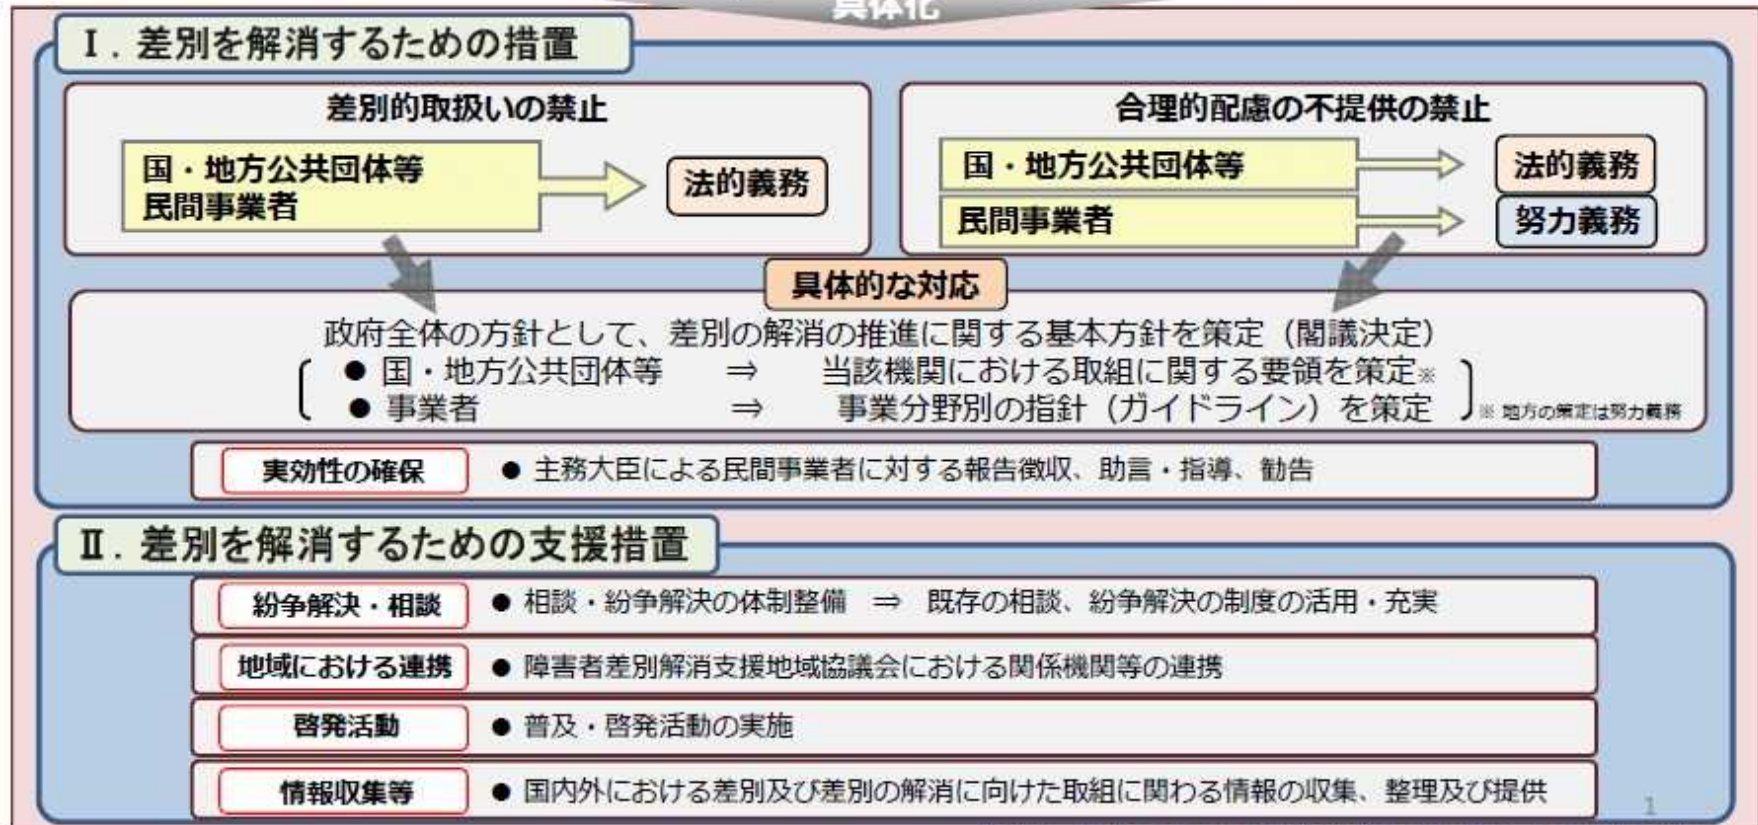 具体化
Ⅰ. 差別を解消するための措置
差別的取扱いの禁止
国・地方公共団体等
民間事業者
法的義務
合理的配慮の不提供の禁止
国・地方公共団体等
法的義務
民間事業者
努力義務
具体的な対応
政府全体の方針として、差別の解消の推進に関する基本方針を策定（閣議決定）
● 国・地方公共団体等 ⇒ 当該機関における取組に関する要領を策定※
● 事業者 ⇒ 事業分野別の指針（ガイドライン）を策定
※ 地方の策定は努力義務
実効性の確保 ● 主務大臣による民間事業者に対する報告徴収、助言・指導、勧告
Ⅱ. 差別を解消するための支援措置
紛争解決・相談 ● 相談・紛争解決の体制整備 ⇒ 既存の相談、紛争解決の制度の活用・充実
地域における連携 ● 障害者差別解消支援地域協議会における関係機関等の連携
啓発活動 ● 普及・啓発活動の実施
情報収集等 ● 国内外における差別及び差別の解消に向けた取組に関わる情報の収集、整理及び提供
1